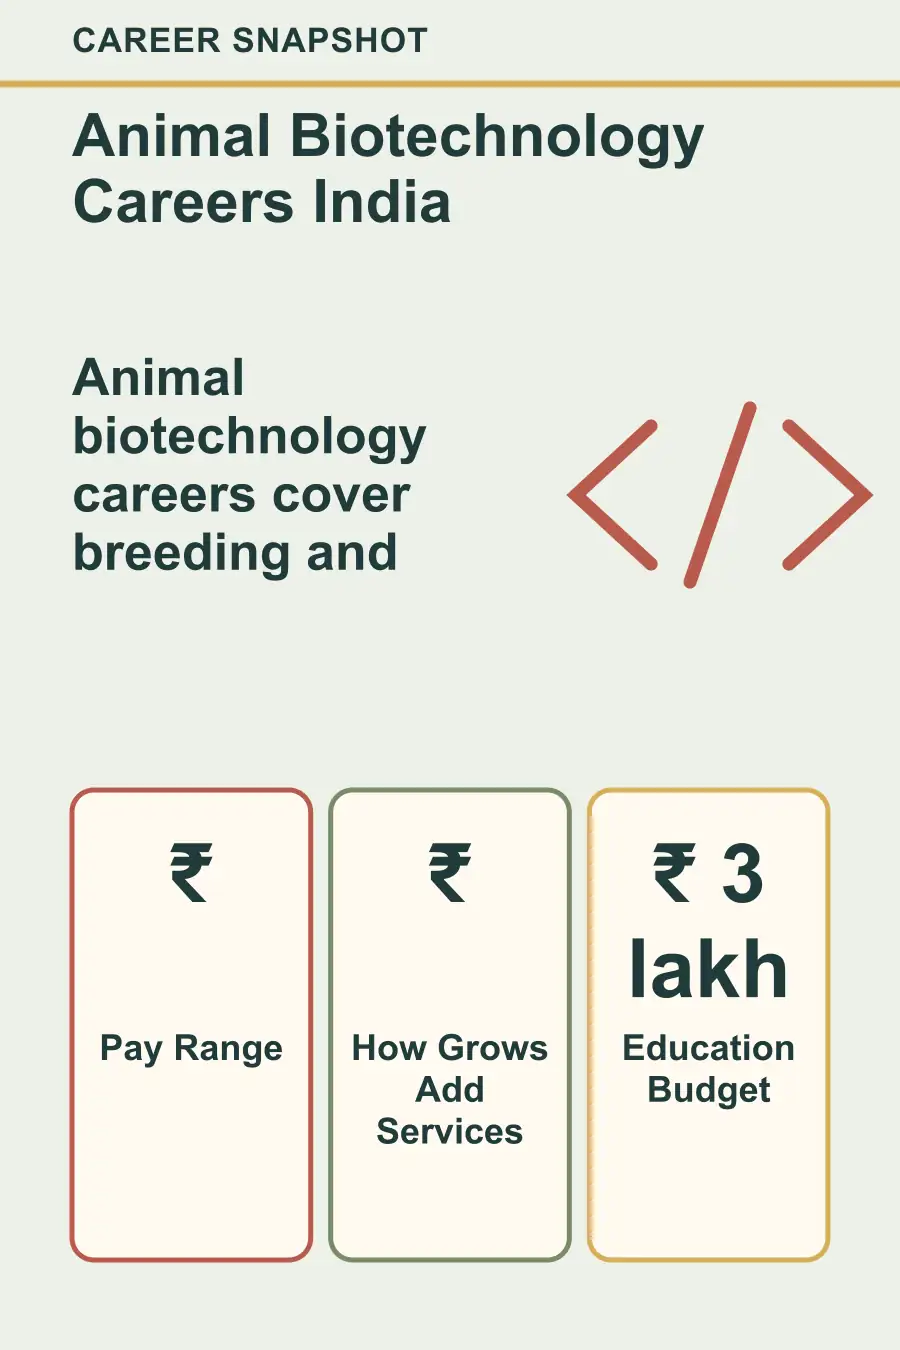 CAREER SNAPSHOT
Animal Biotechnology
Careers India
Animal
biotechnology
careers cover
breeding and
₹
Pay Range
₹
How Grows
Add
Services
₹ 3
lakh
Education
Budget